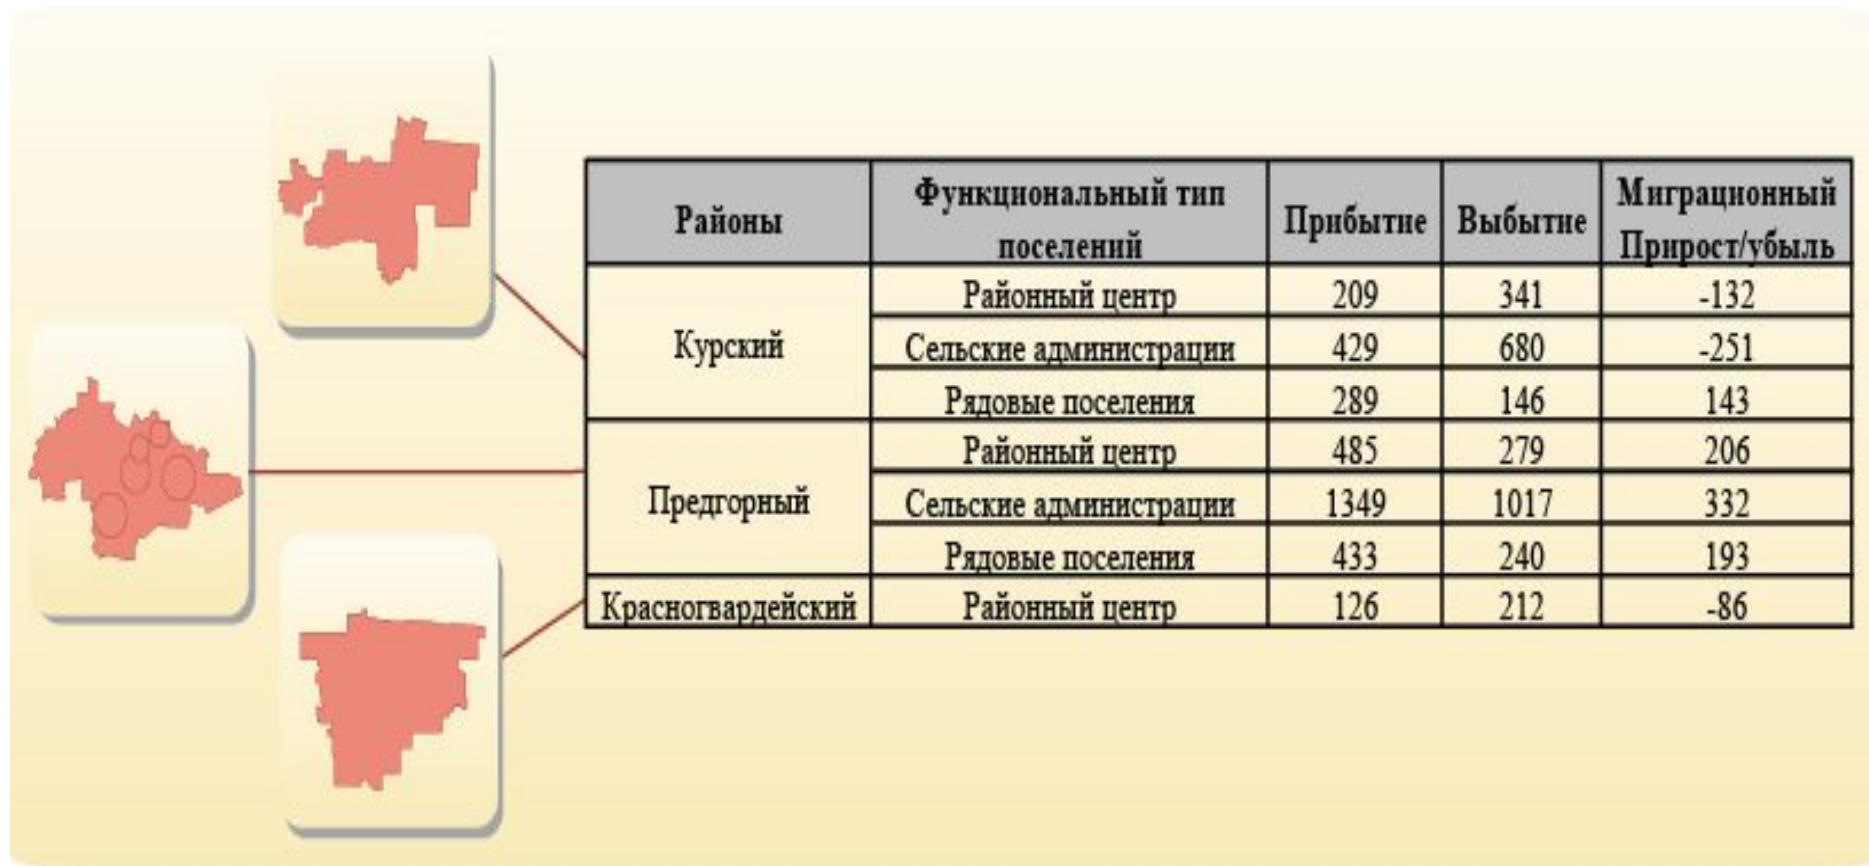 Районы Функциональный тип поселений Прибытие Выбытие Миграционный Прирост/убыль
Курский Районный центр 209 341 -132
Сельские администрации 429 680 -251
Рядовые поселения 289 146 143
Предгорный Районный центр 485 279 206
Сельские администрации 1349 1017 332
Рядовые поселения 433 240 193
Красногвардейский Районный центр 126 212 -86